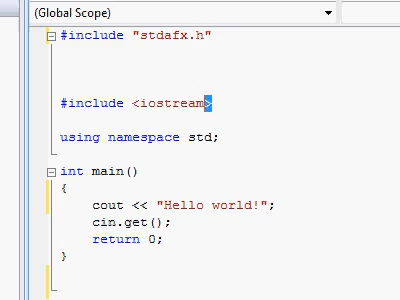 (Global Scope)
#include "stdafx.h"
#include <iostream>
using namespace std;
int main()
{
cout << "Hello world!";
cin.get();
return 0;
}